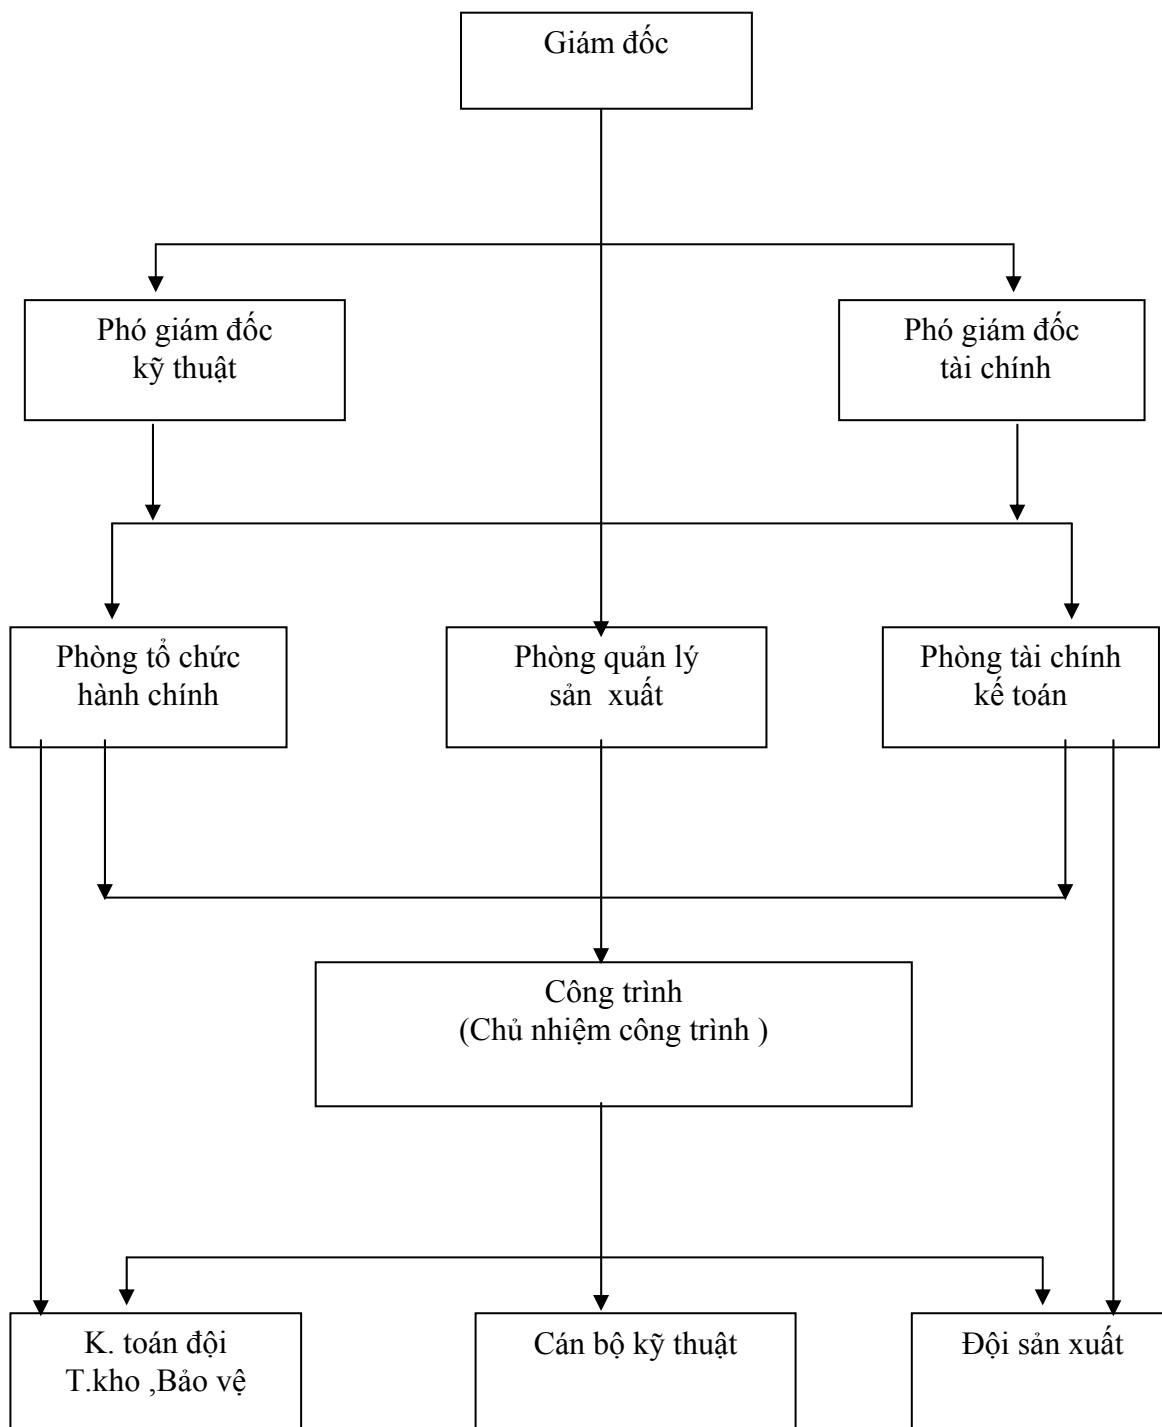 Giám đốc
Phó giám đốc
kỹ thuật
Phó giám đốc
tài chính
Phòng tổ chức
hành chính
Phòng quản lý
sản xuất
Phòng tài chính
kế toán
Công trình
(Chủ nhiệm công trình )
K. toán đội
T.kho ,Bảo vệ
Cán bộ kỹ thuật
Đội sản xuất